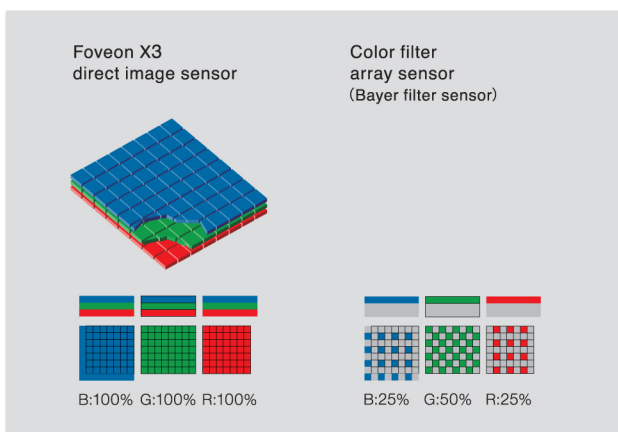 Foveon X3
direct image sensor
Color filter
array sensor
(Bayer filter sensor)
B:100% G:100% R:100%
B:25% G:50% R:25%